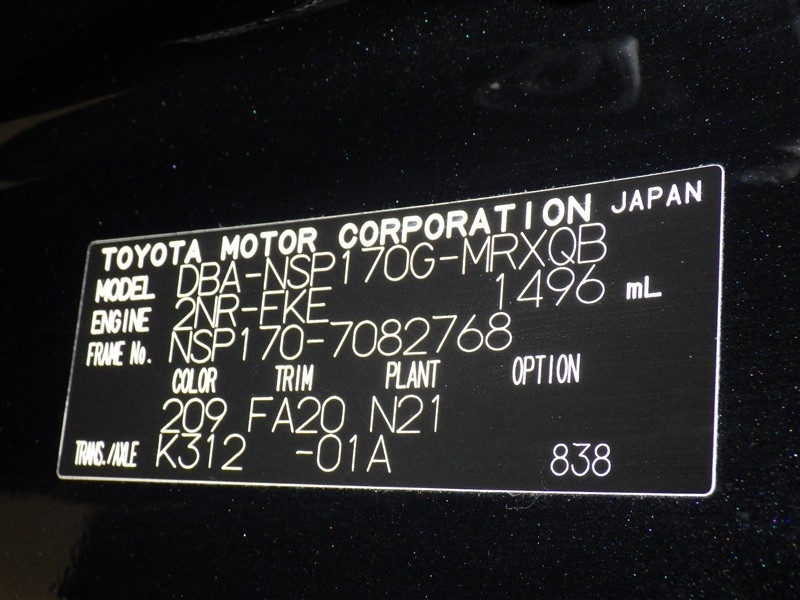 TOYOTA MOTOR CORPORATION JAPAN
MODEL DBA-NSP170G-MRXQB
ENGINE 2NR-FKE 1496 mL
FRAME No. NSP170-7082768
COLOR TRIM PLANT OPTION
209 FA20 N21
TRANS./AXLE K312 -01A 838